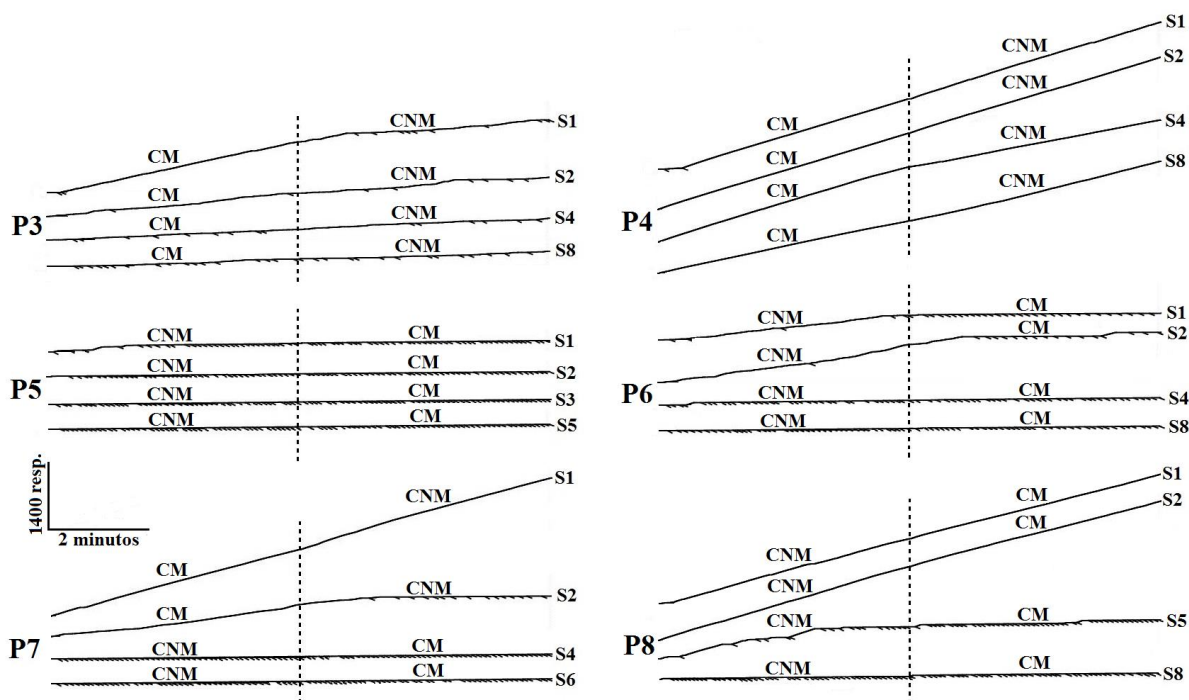 P3
CM CNM S1
CM CNM S2
CM CNM S4
CM CNM S8
P4
CM CNM S1
CM CNM S2
CM CNM S4
CM CNM S8
P5
CNM CM S1
CNM CM S2
CNM CM S3
CNM CM S5
P6
CNM CM S1
CNM CM S2
CNM CM S4
CNM CM S8
1400 resp.
2 minutos
P7
CM CNM S1
CM CNM S2
CNM CM S4
CNM CM S6
P8
CNM CM S1
CNM CM S2
CNM CM S5
CNM CM S8